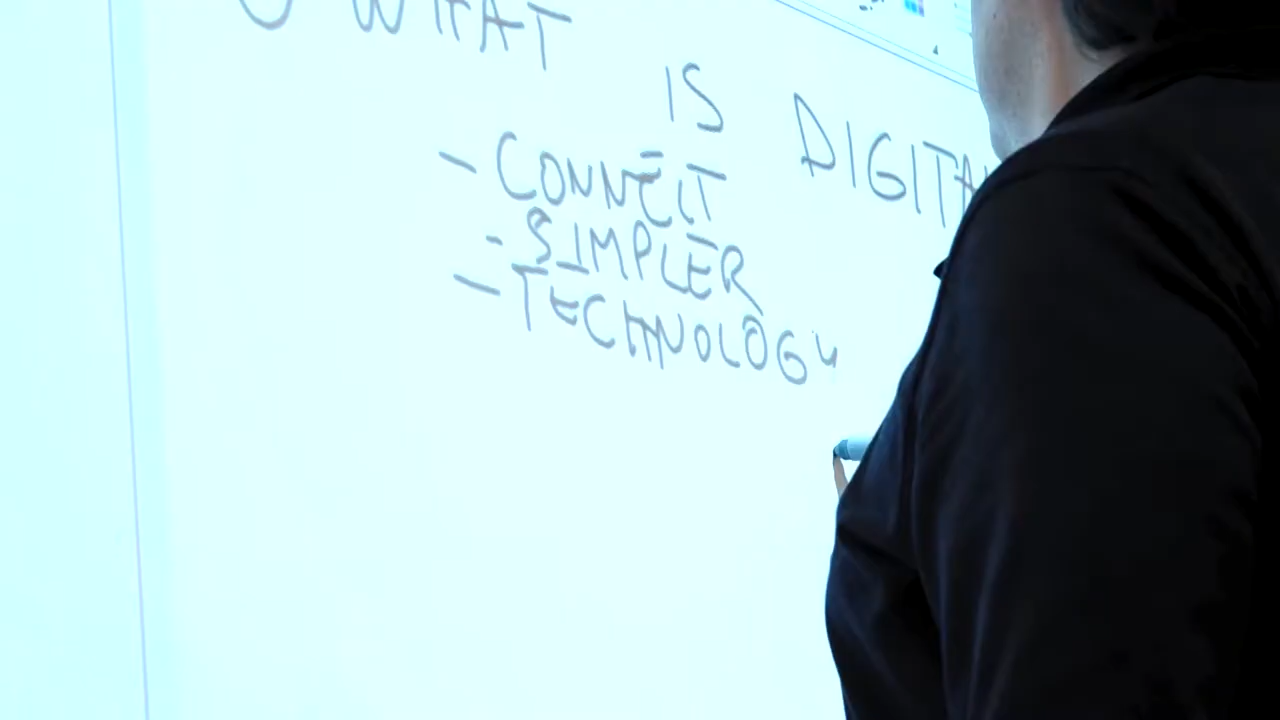 WHAT IS DIGITA
- CONNECT
- SIMPLER
- TECHNOLOGY